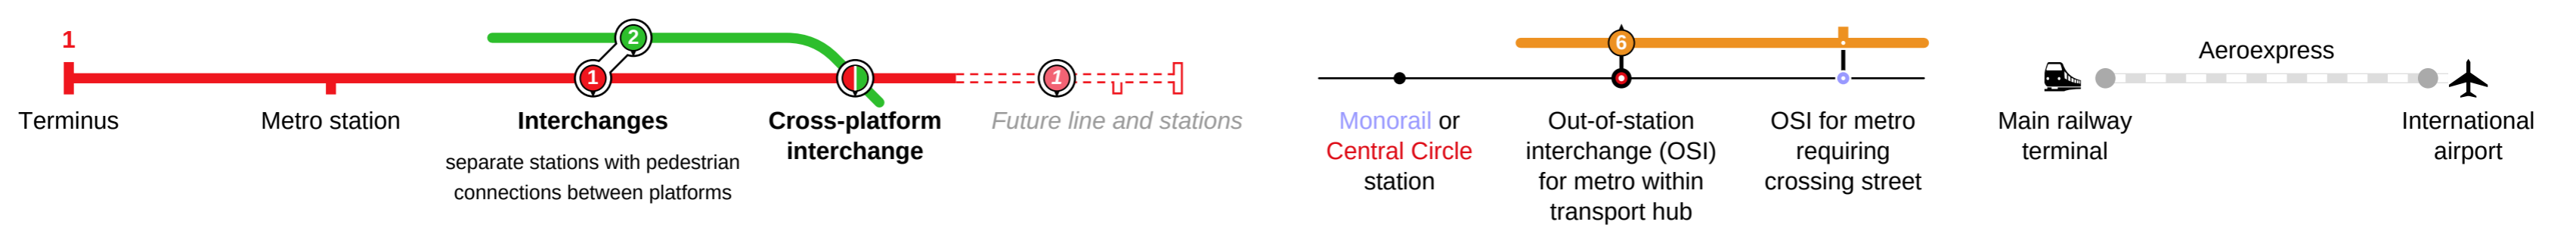 1
Terminus
Metro station
2
1
Interchanges
separate stations with pedestrian
connections between platforms
Cross-platform
interchange
1
Future line and stations
Monorail or
Central Circle
station
6
Out-of-station
interchange (OSI)
for metro within
transport hub
OSI for metro
requiring
crossing street
Aeroexpress
Main railway
terminal
International
airport